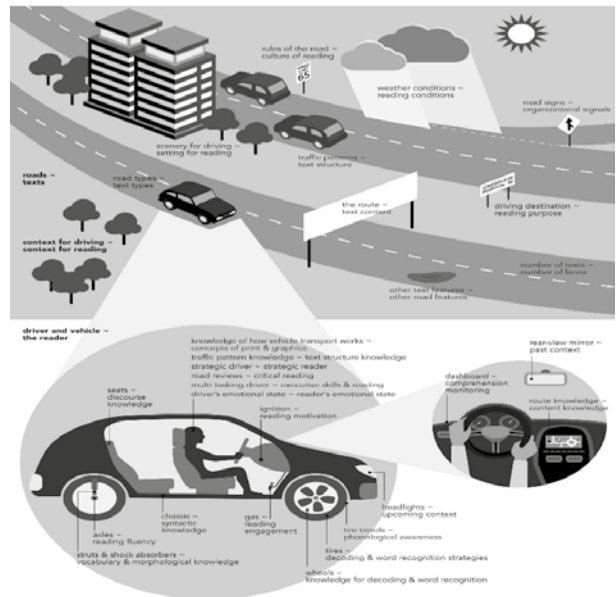 rules of the road ~
culture of reading
65
weather conditions ~
reading conditions
road signs ~
organizational signals
scenery for driving ~
setting for reading
traffic patterns ~
text structure
roads ~
texts
road types ~
text types
the route ~
text content
driving destination ~
reading purpose
context for driving ~
context for reading
number of texts ~
number of lanes
other text features ~
other road features
driver and vehicle ~
the reader
knowledge of how vehicle transport works ~
concepts of print & graphics
traffic pattern knowledge ~ text structure knowledge
strategic driver ~ strategic reader
road reviews ~ critical reading
multi-tasking driver ~ executive skills & reading
driver's emotional state ~ reader's emotional state
seats ~
discourse
knowledge
ignition ~
reading motivation
rear-view mirror ~
past context
dashboard ~
comprehension
monitoring
route knowledge ~
content knowledge
headlights ~
upcoming context
chassis ~
syntactic
knowledge
gas ~
reading
engagement
axles ~
reading fluency
struts & shock absorbers ~
vocabulary & morphological knowledge
tire treads ~
phonological awareness
tires ~
decoding & word recognition strategies
wheels ~
knowledge for decoding & word recognition